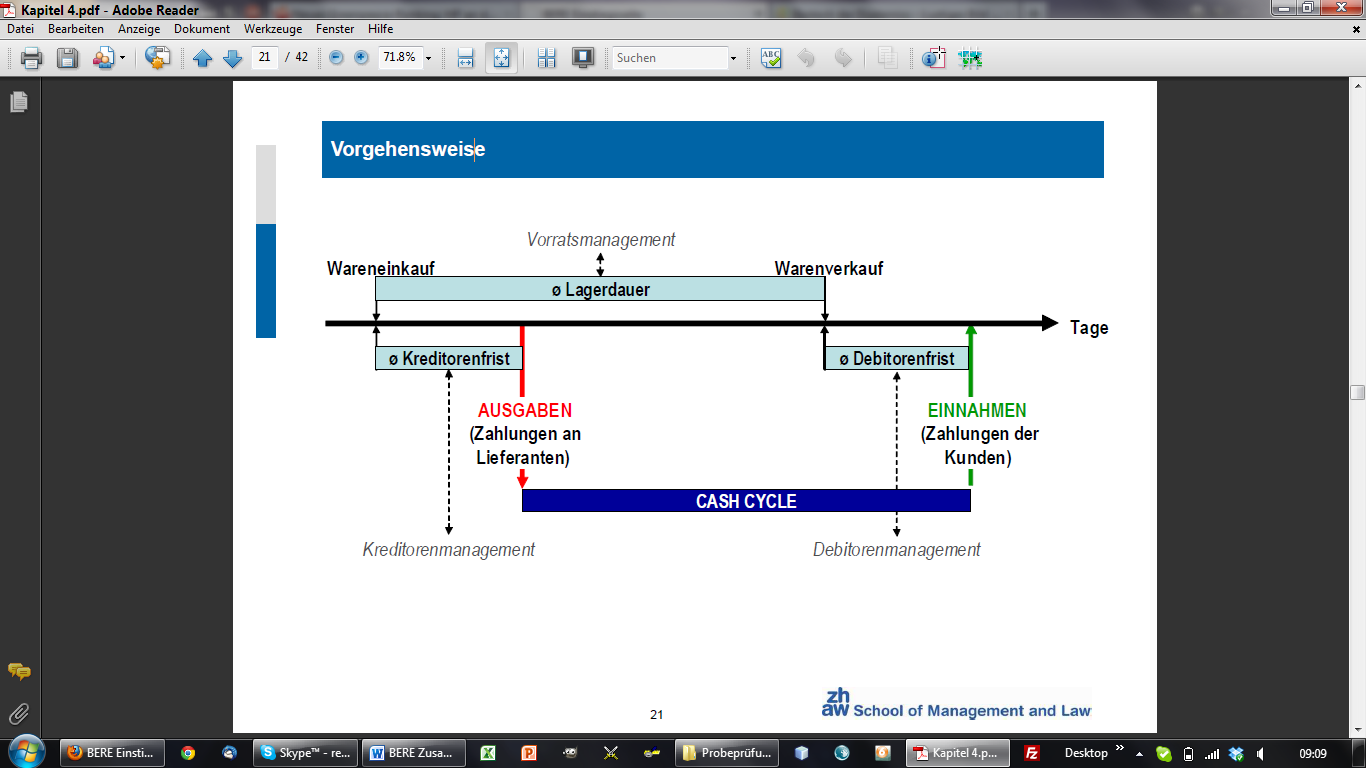 Kapitel 4.pdf - Adobe Reader
Datei Bearbeiten Anzeige Dokument Werkzeuge Fenster Hilfe
21 / 42 71.8% Suchen
Vorgehensweise
Vorratsmanagement
Wareneinkauf Warenverkauf
ø Lagerdauer
Tage
ø Kreditorenfrist ø Debitorenfrist
AUSGABEN
(Zahlungen an
Lieferanten)
EINNAHMEN
(Zahlungen der
Kunden)
CASH CYCLE
Kreditorenmanagement Debitorenmanagement
zh
aw School of Management and Law
21
BERE Einsti... Skype™ - re... BERE Zusa... Probeprüfu... Kapitel 4.p... Desktop 09:09